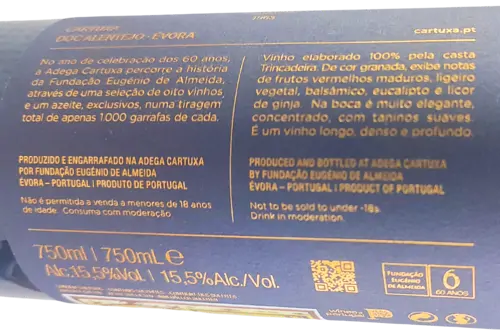 CARTUXA
DOC ALENTEJO · ÉVORA
cartuxa.pt
No ano de celebração dos 60 anos,
a Adega Cartuxa percorre a história
da Fundação Eugénio de Almeida,
através de uma seleção de oito vinhos
e um azeite, exclusivos, numa tiragem
total de apenas 1.000 garrafas de cada.
Vinho elaborado 100% pela casta
Trincadeira. De cor granada, exibe notas
de frutos vermelhos maduros, ligeiro
vegetal, balsâmico, eucalipto e licor
de ginja. Na boca é muito elegante,
concentrado, com taninos suaves.
É um vinho longo, denso e profundo.
PRODUZIDO E ENGARRAFADO NA ADEGA CARTUXA
POR FUNDAÇÃO EUGÉNIO DE ALMEIDA
ÉVORA - PORTUGAL | PRODUTO DE PORTUGAL
PRODUCED AND BOTTLED AT ADEGA CARTUXA
BY FUNDAÇÃO EUGÉNIO DE ALMEIDA
ÉVORA - PORTUGAL | PRODUCT OF PORTUGAL
Não é permitida a venda a menores de 18 anos
de idade. Consuma com moderação
Not to be sold to under -18s.
Drink in moderation.
750ml | 750mL e
Alc.15,5%Vol. | 15,5%Alc./Vol.
FUNDAÇÃO
EUGÉNIO
DE ALMEIDA
6
60 ANOS